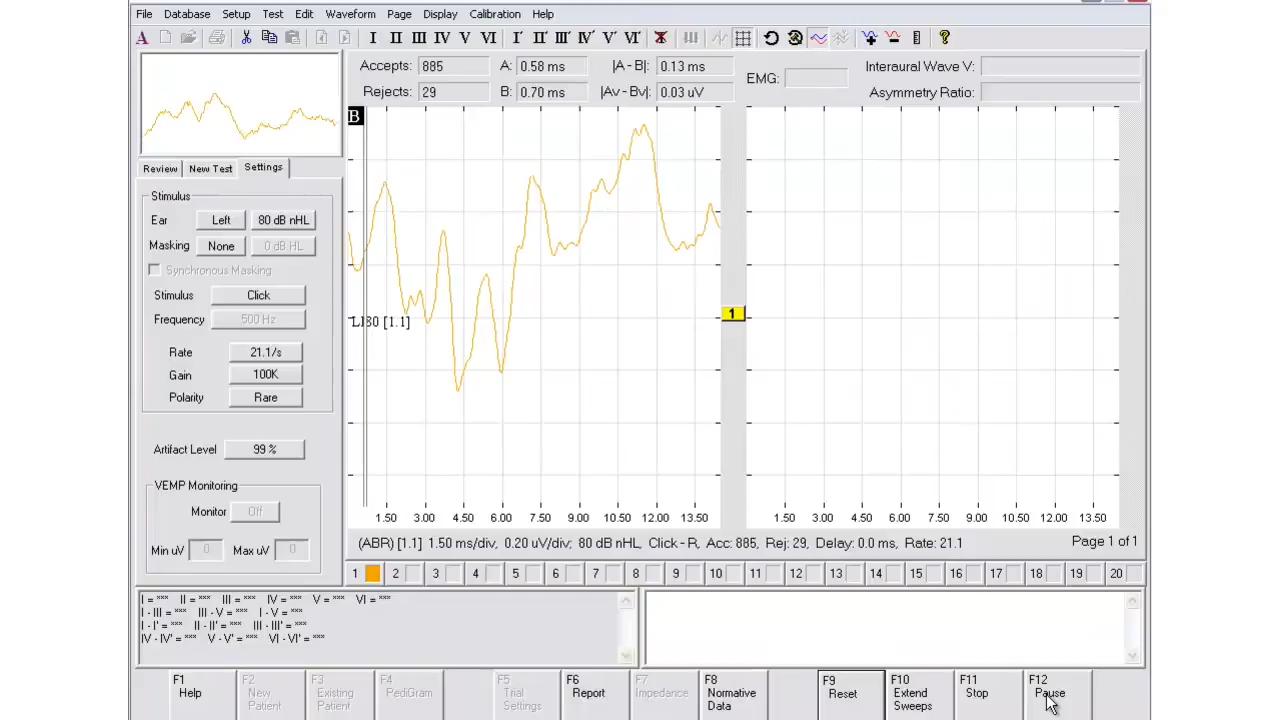 File Database Setup Test Edit Waveform Page Display Calibration Help
A I II III IV V VI I' II' III' IV' V' VI' ?
Accepts: 885 A: 0.58 ms |A - B|: 0.13 ms EMG: Interaural Wave V:
Rejects: 29 B: 0.70 ms |Av - Bv|: 0.03 uV Asymmetry Ratio:
B
Review New Test Settings
Stimulus
Ear Left 80 dB nHL
Masking None 0 dB HL
Synchronous Masking
Stimulus Click
Frequency 500 Hz
Rate 21.1/s
Gain 100K
Polarity Rare
Artifact Level 99 %
VEMP Monitoring
Monitor Off
Min uV 0 Max uV 0
[1.1]
1
1.50 3.00 4.50 6.00 7.50 9.00 10.50 12.00 13.50
1.50 3.00 4.50 6.00 7.50 9.00 10.50 12.00 13.50
(ABR) [1.1] 1.50 ms/div, 0.20 uV/div; 80 dB nHL, Click - R, Acc: 885, Rej: 29, Delay: 0.0 ms, Rate: 21.1 Page 1 of 1
1 2 3 4 5 6 7 8 9 10 11 12 13 14 15 16 17 18 19 20
I = *** II = *** III = *** IV = *** V = *** VI = ***
I - III = *** III - V = *** I - V = ***
I - I' = *** II - II' = *** III - III' = ***
IV - IV' = *** V - V' = *** VI - VI' = ***
F1 Help
F2 New Patient
F3 Existing Patient
F4 PediGram
F5 Trial Settings
F6 Report
F7 Impedance
F8 Normative Data
F9 Reset
F10 Extend Sweeps
F11 Stop
F12 Pause